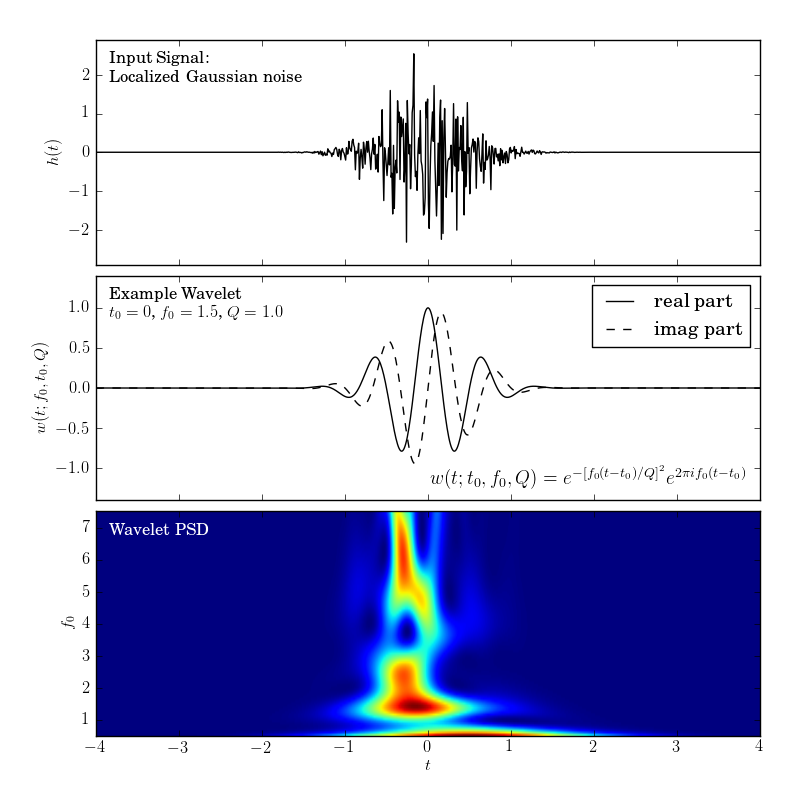 Input Signal:
Localized Gaussian noise
2
1
0
−1
−2
h(t)
Example Wavelet
t₀ = 0, f₀ = 1.5, Q = 1.0
real part
imag part
1.0
0.5
0.0
−0.5
−1.0
w(t; f₀, t₀, Q)
w(t; t₀, f₀, Q) = e^{−[f₀(t−t₀)/Q]²} e^{2πif₀(t−t₀)}
Wavelet PSD
7
6
5
4
3
2
1
f₀
−4 −3 −2 −1 0 1 2 3 4
t